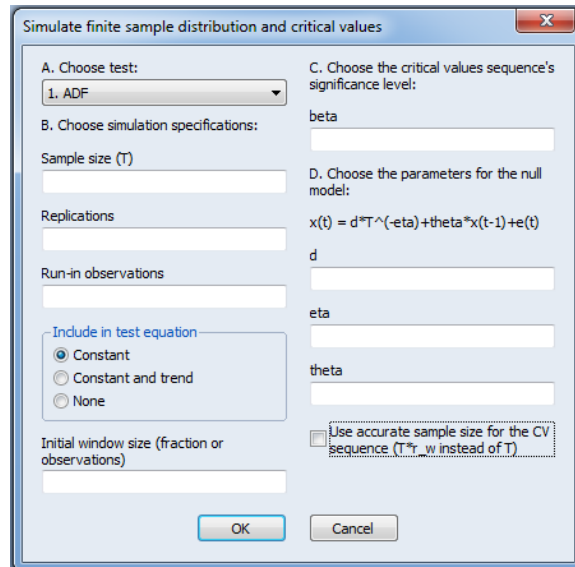 Simulate finite sample distribution and critical values
A. Choose test:
1. ADF
B. Choose simulation specifications:
Sample size (T)
Replications
Run-in observations
Include in test equation
Constant
Constant and trend
None
Initial window size (fraction or
observations)
C. Choose the critical values sequence's
significance level:
beta
D. Choose the parameters for the null
model:
x(t) = d*T^(-eta)+theta*x(t-1)+e(t)
d
eta
theta
Use accurate sample size for the CV
sequence (T*r_w instead of T)
OK
Cancel